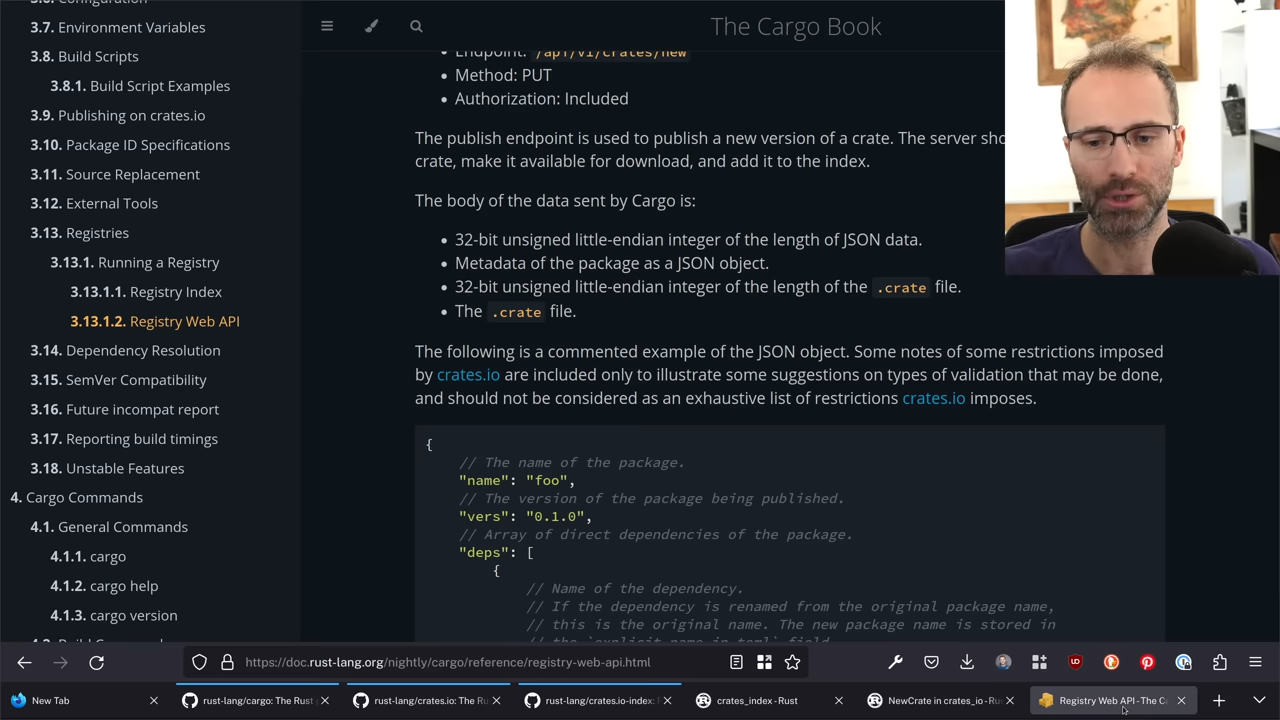 Configuration
3.7. Environment Variables
3.8. Build Scripts
3.8.1. Build Script Examples
3.9. Publishing on crates.io
3.10. Package ID Specifications
3.11. Source Replacement
3.12. External Tools
3.13. Registries
3.13.1. Running a Registry
3.13.1.1. Registry Index
3.13.1.2. Registry Web API
3.14. Dependency Resolution
3.15. SemVer Compatibility
3.16. Future incompat report
3.17. Reporting build timings
3.18. Unstable Features
4. Cargo Commands
4.1. General Commands
4.1.1. cargo
4.1.2. cargo help
4.1.3. cargo version
The Cargo Book
• Endpoint: /api/v1/crates/new
• Method: PUT
• Authorization: Included
The publish endpoint is used to publish a new version of a crate. The server sho
crate, make it available for download, and add it to the index.
The body of the data sent by Cargo is:
• 32-bit unsigned little-endian integer of the length of JSON data.
• Metadata of the package as a JSON object.
• 32-bit unsigned little-endian integer of the length of the .crate file.
• The .crate file.
The following is a commented example of the JSON object. Some notes of some restrictions imposed
by crates.io are included only to illustrate some suggestions on types of validation that may be done,
and should not be considered as an exhaustive list of restrictions crates.io imposes.
{
// The name of the package.
"name": "foo",
// The version of the package being published.
"vers": "0.1.0",
// Array of direct dependencies of the package.
"deps": [
{
// Name of the dependency.
// If the dependency is renamed from the original package name,
// this is the original name. The new package name is stored in
// the `explicit_name_in_toml` field.
https://doc.rust-lang.org/nightly/cargo/reference/registry-web-api.html
New Tab
rust-lang/cargo: The Rust
rust-lang/crates.io: The Ru
rust-lang/crates.io-index:
crates_index - Rust
NewCrate in crates_io - Ru
Registry Web API - The C